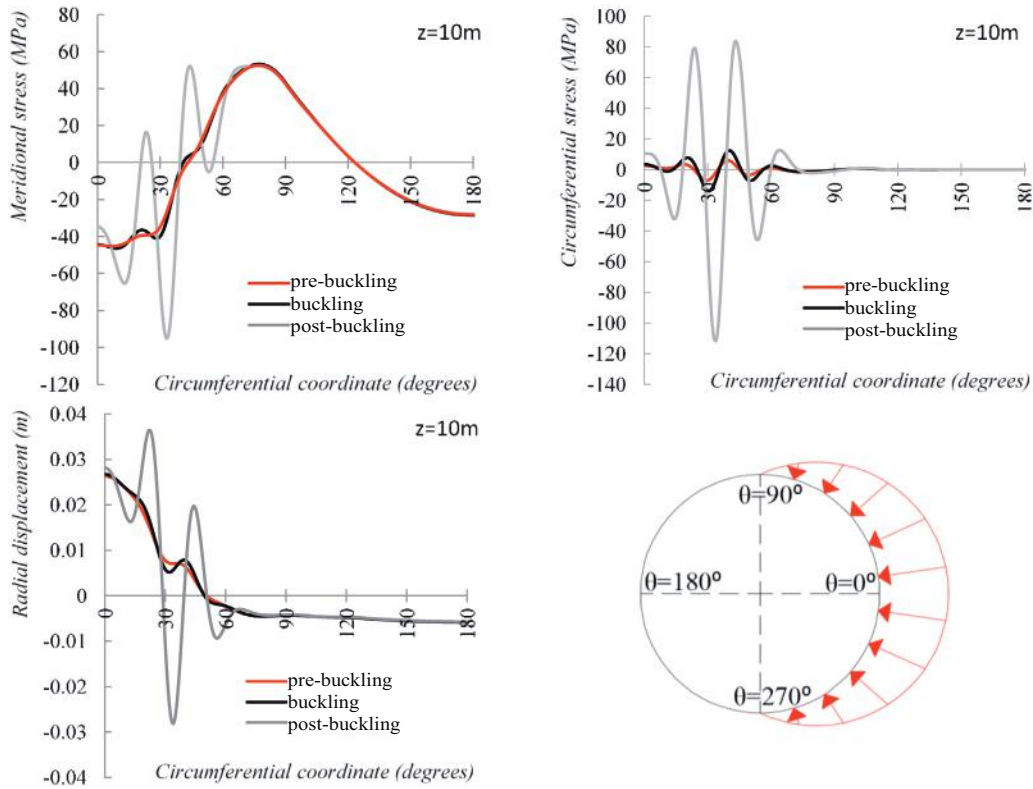 80
60
40
20
0
-20
-40
-60
-80
-100
-120
Meridional stress (MPa)
z=10m
0 30 60 90 120 150 180
pre-buckling
buckling
post-buckling
Circumferential coordinate (degrees)
100
80
60
40
20
0
-20
-40
-60
-80
-100
-120
-140
Circumferential stress (MPa)
z=10m
0 30 60 90 120 150 180
pre-buckling
buckling
post-buckling
Circumferential coordinate (degrees)
0.04
0.03
0.02
0.01
0
-0.01
-0.02
-0.03
-0.04
Radial displacement (m)
z=10m
0 30 60 90 120 150 180
pre-buckling
buckling
post-buckling
Circumferential coordinate (degrees)
θ=90º
θ=180º
θ=0º
θ=270º